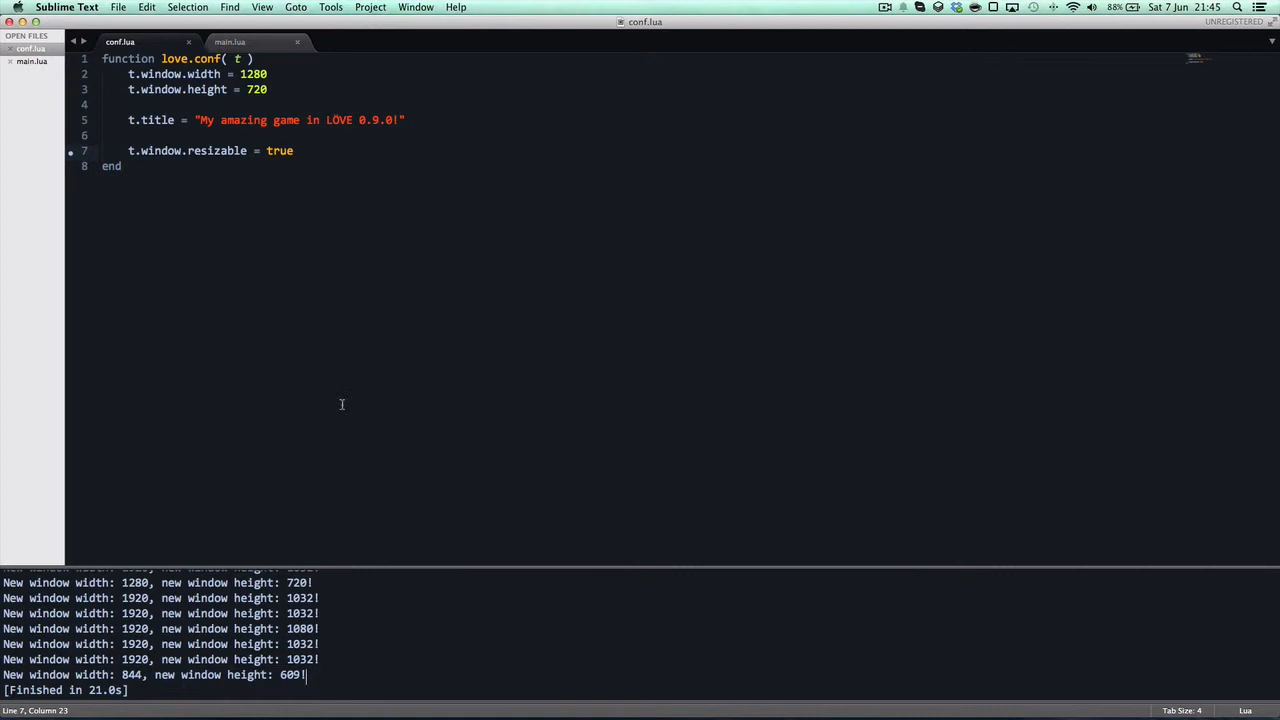 Sublime Text File Edit Selection Find View Goto Tools Project Window Help 88% Sat 7 Jun 21:45
conf.lua UNREGISTERED
OPEN FILES
conf.lua
main.lua
conf.lua main.lua
1 function love.conf( t )
2 t.window.width = 1280
3 t.window.height = 720
4
5 t.title = "My amazing game in LÖVE 0.9.0!"
6
7 t.window.resizable = true
8 end
New window width: 1280, new window height: 720!
New window width: 1920, new window height: 1032!
New window width: 1920, new window height: 1032!
New window width: 1920, new window height: 1080!
New window width: 1920, new window height: 1032!
New window width: 1920, new window height: 1032!
New window width: 844, new window height: 609!
[Finished in 21.0s]
Line 7, Column 23 Tab Size: 4 Lua